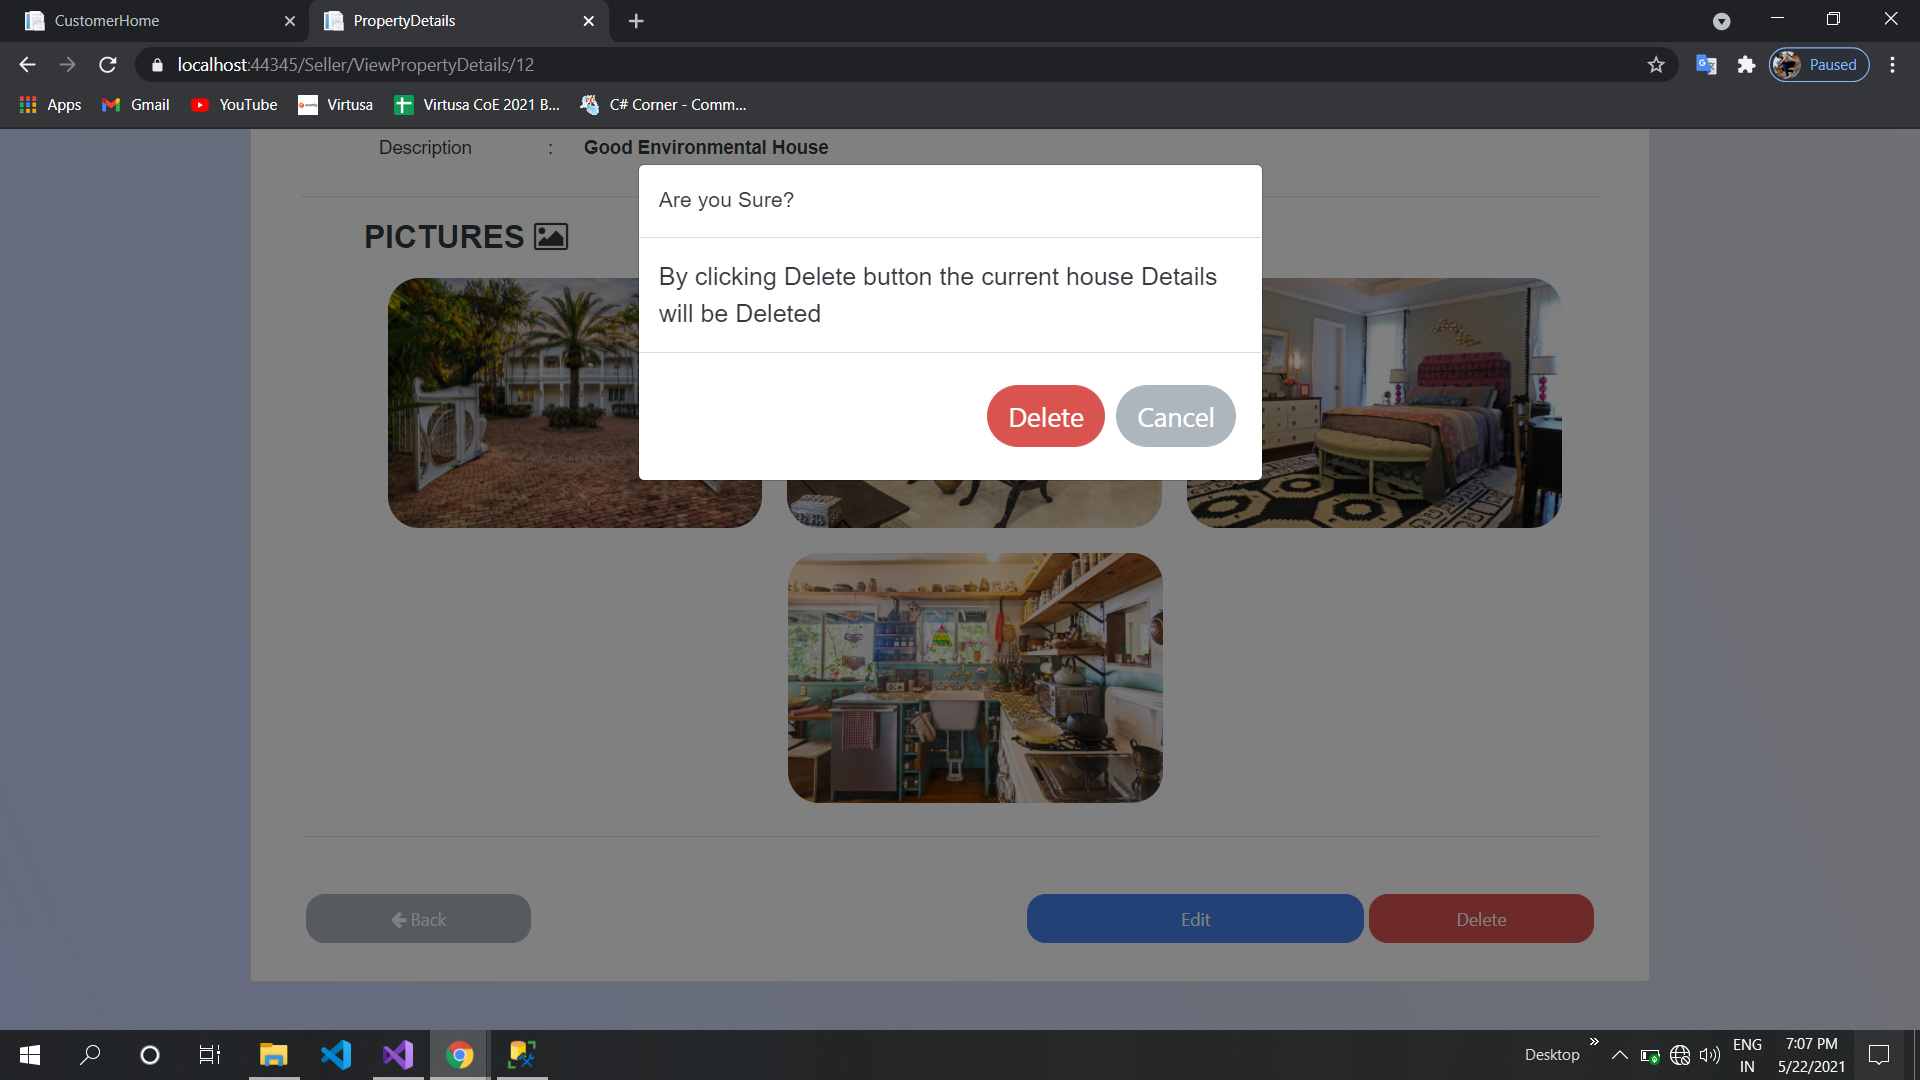 CustomerHome
PropertyDetails
localhost:44345/Seller/ViewPropertyDetails/12
Paused
Apps
Gmail
YouTube
Virtusa
Virtusa CoE 2021 B...
C# Corner - Comm...
Description : Good Environmental House
Are you Sure?
PICTURES
By clicking Delete button the current house Details
will be Deleted
Delete
Cancel
Back
Edit
Delete
Desktop
ENG
IN
7:07 PM
5/22/2021